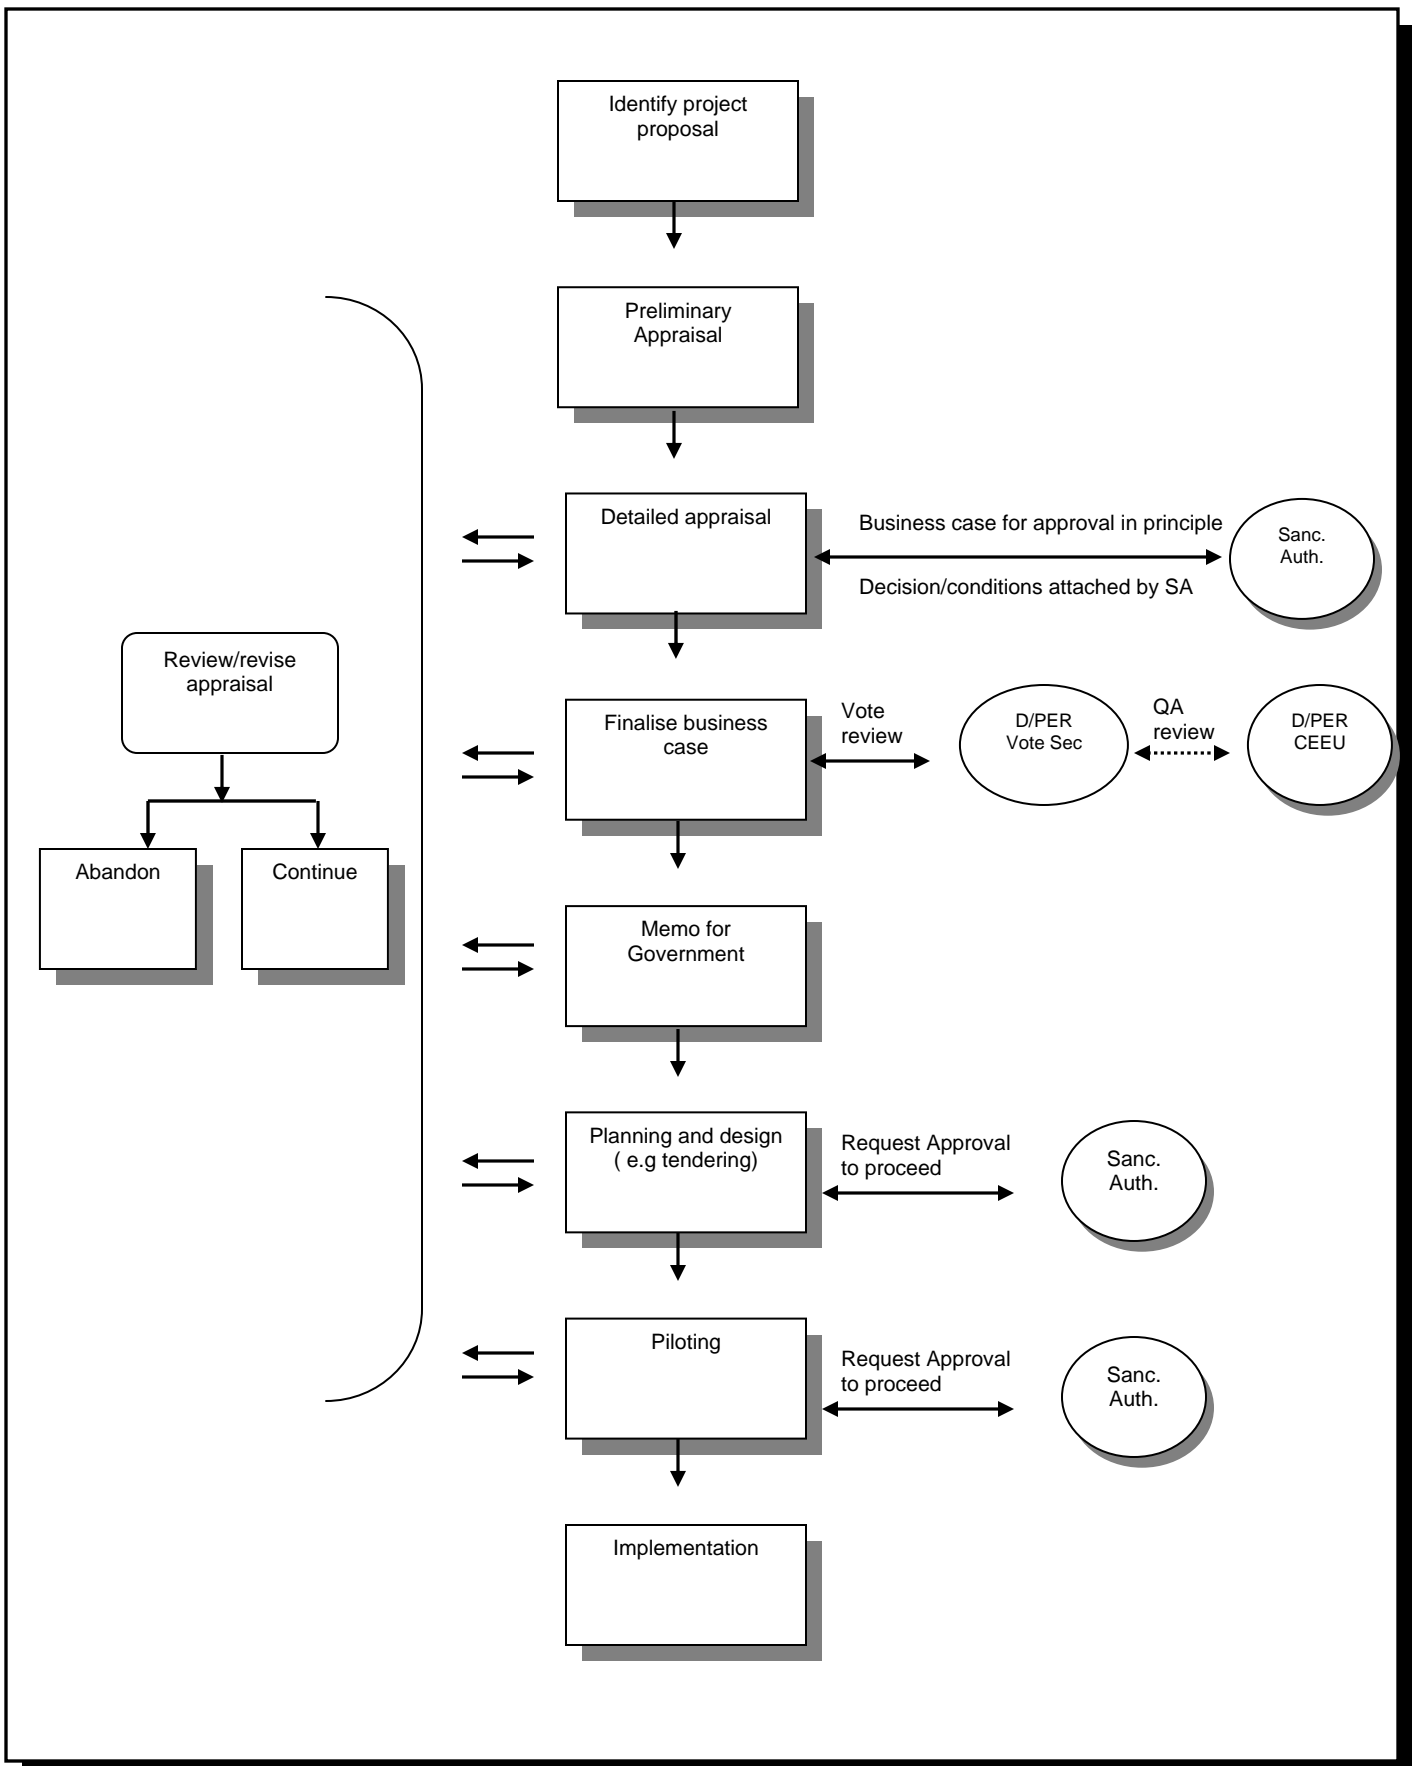 Identify project
proposal
Preliminary
Appraisal
Detailed appraisal
Business case for approval in principle
Decision/conditions attached by SA
Sanc.
Auth.
Review/revise
appraisal
Abandon
Continue
Finalise business
case
Vote
review
D/PER
Vote Sec
QA
review
D/PER
CEEU
Memo for
Government
Planning and design
( e.g tendering)
Request Approval
to proceed
Sanc.
Auth.
Piloting
Request Approval
to proceed
Sanc.
Auth.
Implementation